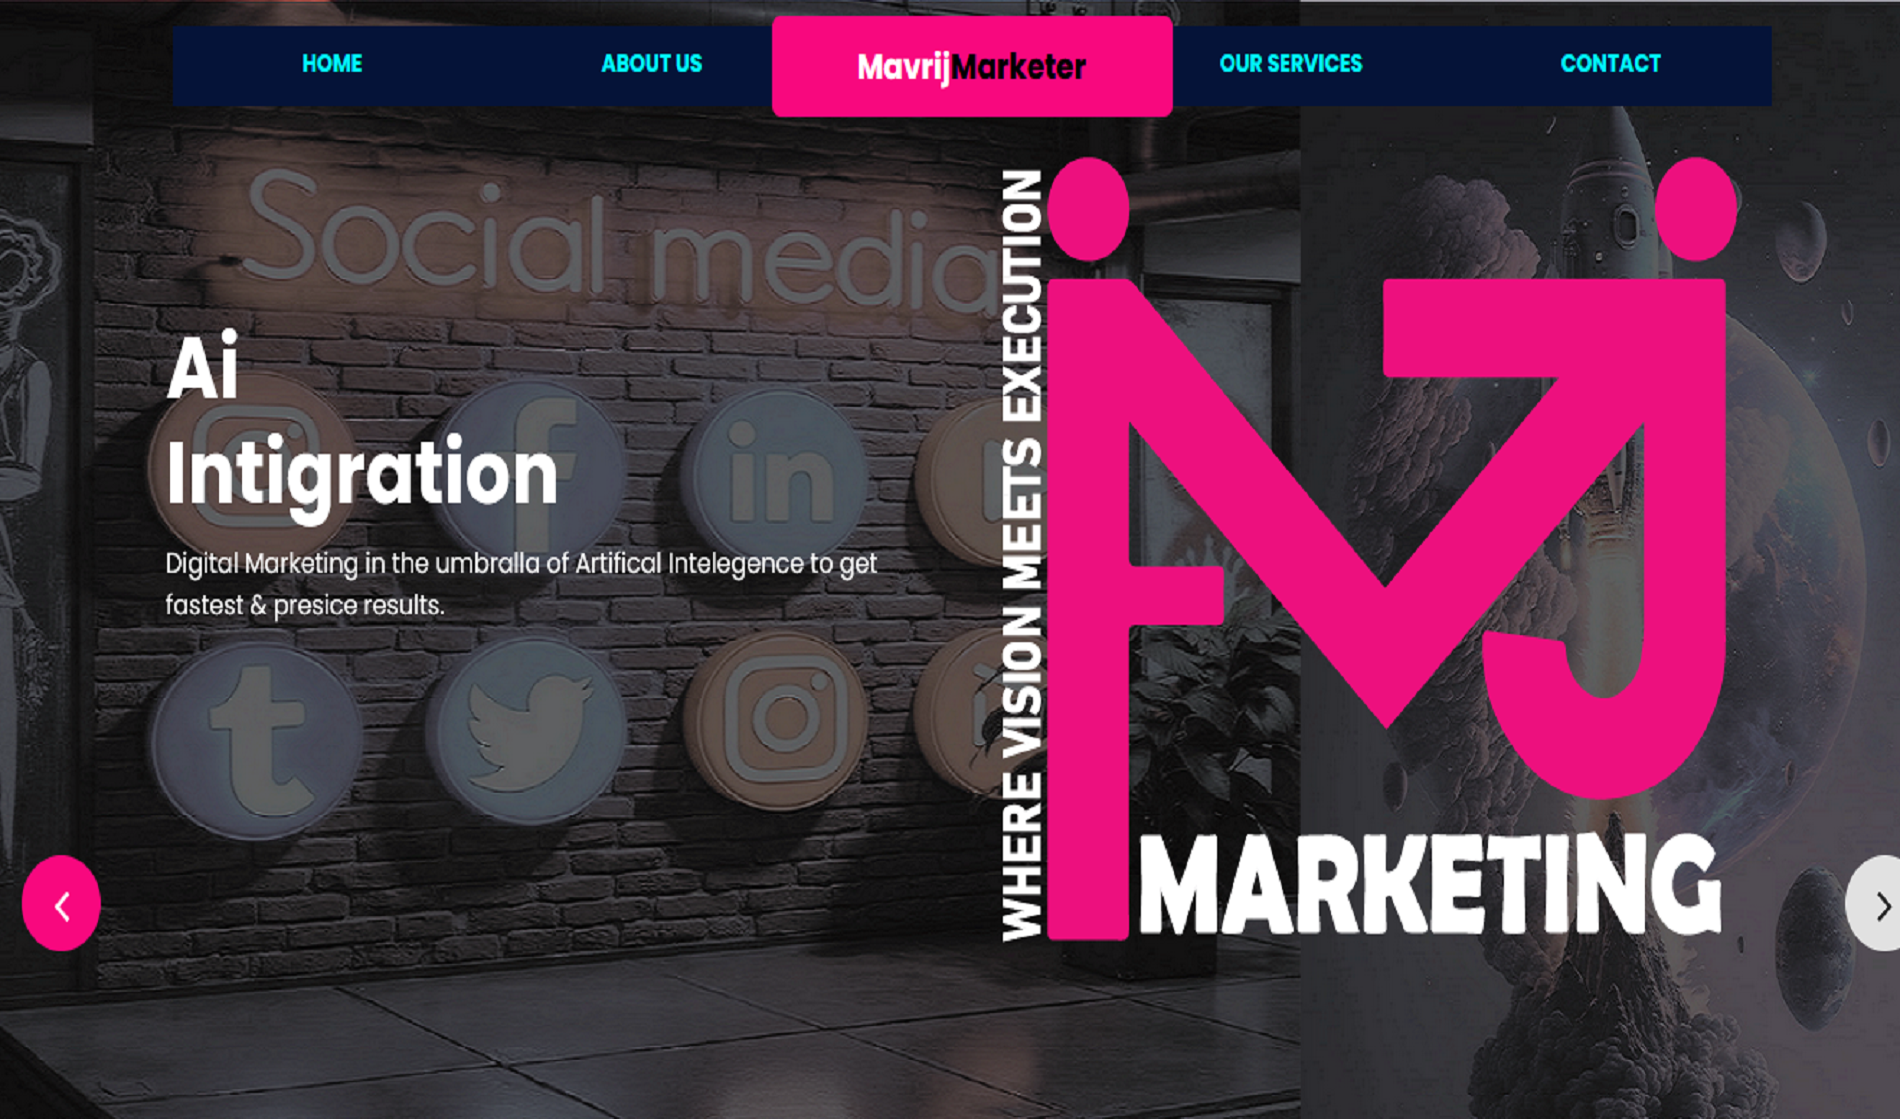 HOME
ABOUT US
MavrijMarketer
OUR SERVICES
CONTACT
Social media
Ai
Intigration
Digital Marketing in the umbralla of Artifical Intelegence to get
fastest & presice results.
f
in
t
WHERE VISION MEETS EXECUTION
MARKETING